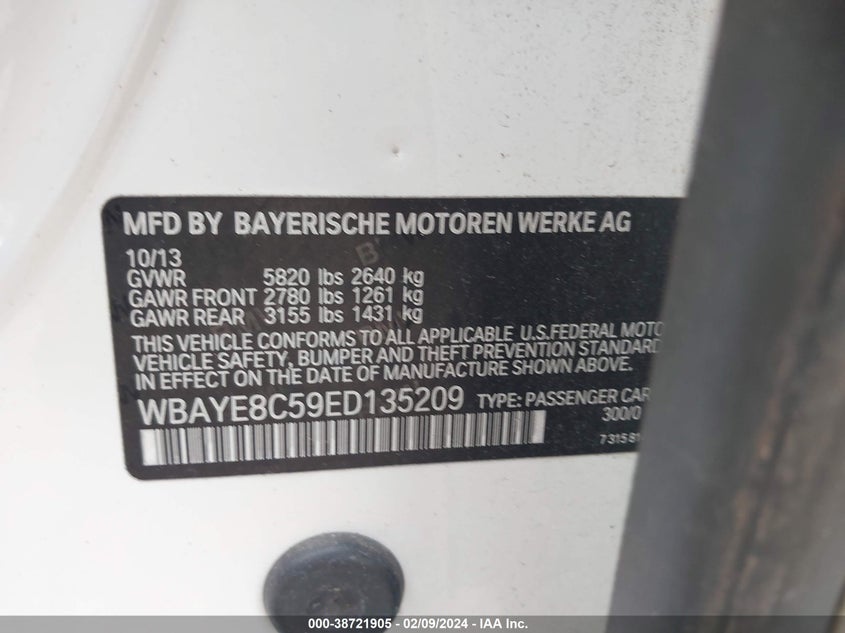 MFD BY BAYERISCHE MOTOREN WERKE AG
10/13
GVWR 5820 lbs 2640 kg
GAWR FRONT 2780 lbs 1261 kg
GAWR REAR 3155 lbs 1431 kg
THIS VEHICLE CONFORMS TO ALL APPLICABLE U.S.FEDERAL MOTO
VEHICLE SAFETY, BUMPER AND THEFT PREVENTION STANDARD
IN EFFECT ON THE DATE OF MANUFACTURE SHOWN ABOVE.
WBAYE8C59ED135209 TYPE: PASSENGER CAR
300/0
731581
000-38721905 - 02/09/2024 - IAA Inc.